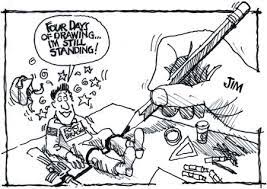 FOUR DAYS
OF DRAWING...
I'M STILL
STANDING!
JIM